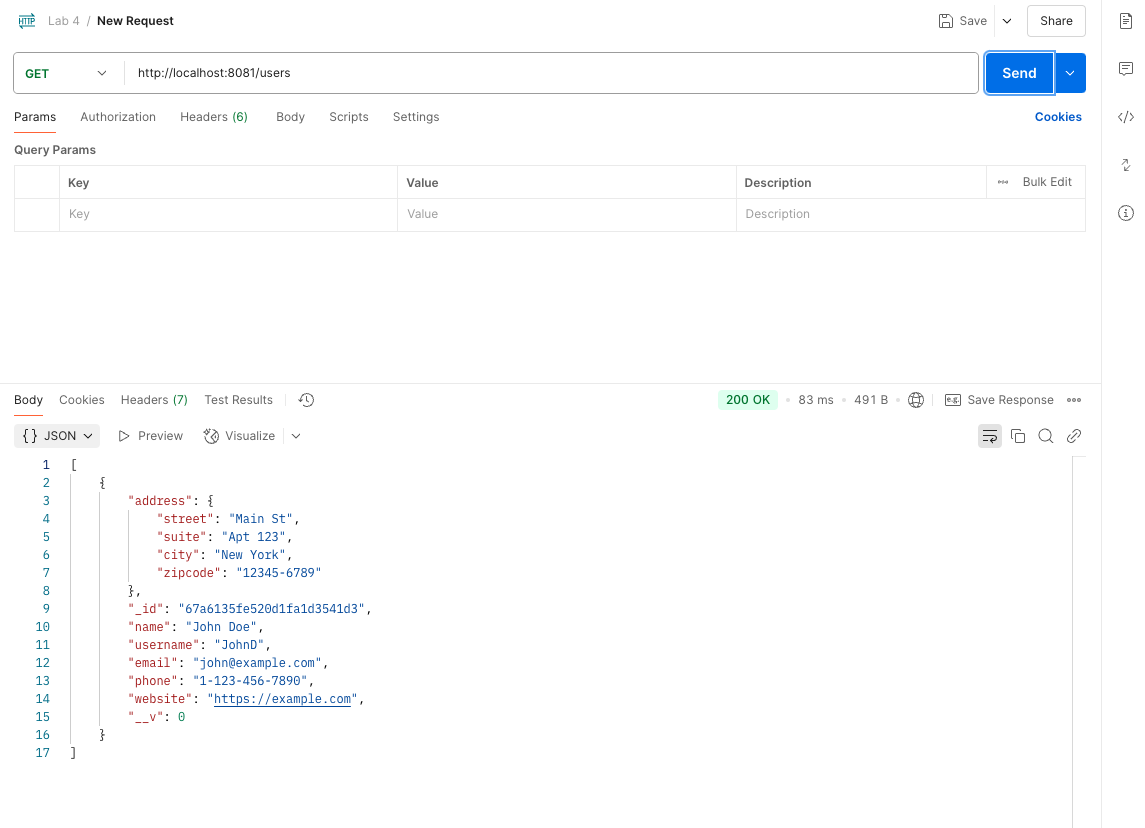 HTTP Lab 4 / New Request Save Share
GET http://localhost:8081/users Send
Params Authorization Headers (6) Body Scripts Settings Cookies
Query Params
Key Value Description Bulk Edit
Key Value Description
Body Cookies Headers (7) Test Results 200 OK 83 ms 491 B e.g. Save Response
{} JSON Preview Visualize
1 [
2 {
3 "address": {
4 "street": "Main St",
5 "suite": "Apt 123",
6 "city": "New York",
7 "zipcode": "12345-6789"
8 },
9 "_id": "67a6135fe520d1fa1d3541d3",
10 "name": "John Doe",
11 "username": "JohnD",
12 "email": "john@example.com",
13 "phone": "1-123-456-7890",
14 "website": "https://example.com",
15 "__v": 0
16 }
17 ]